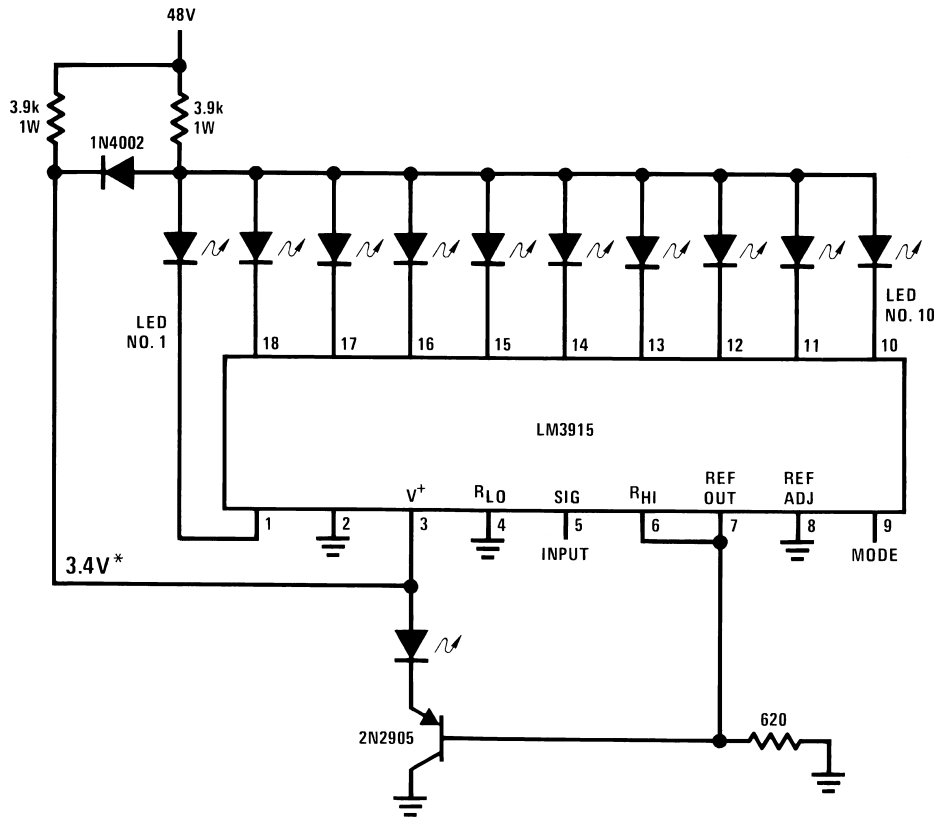 48V
3.9k
1W
3.9k
1W
1N4002
LED
NO. 1
LED
NO. 10
18
17
16
15
14
13
12
11
10
LM3915
V+
RLO
SIG
RHI
REF
OUT
REF
ADJ
1
2
3
4
5
6
7
8
9
INPUT
MODE
3.4V*
2N2905
620